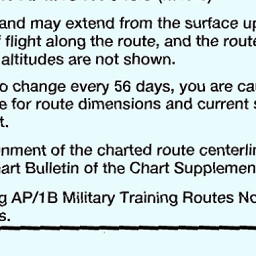 and may extend from the surface up
flight along the route, and the route
altitudes are not shown.
o change every 56 days, you are cau
e for route dimensions and current s
t.
nment of the charted route centerlin
art Bulletin of the Chart Supplemen
g AP/1B Military Training Routes No
s.